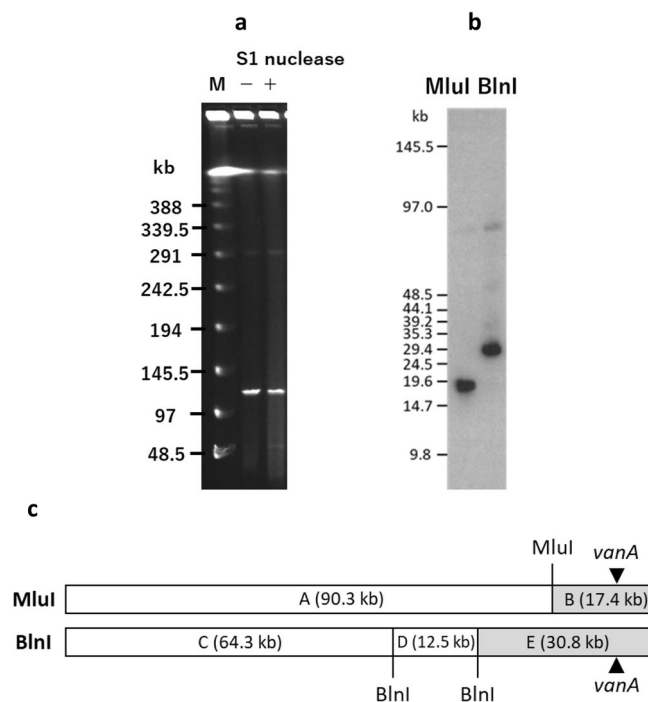 a
S1 nuclease
M − +
kb
388
339.5
291
242.5
194
145.5
97
48.5
b
MluI BlnI
kb
145.5
97.0
48.5
44.1
39.2
35.3
29.4
24.5
19.6
14.7
9.8
c
MluI vanA
MluI A (90.3 kb) B (17.4 kb)
BlnI C (64.3 kb) D (12.5 kb) E (30.8 kb)
BlnI BlnI vanA